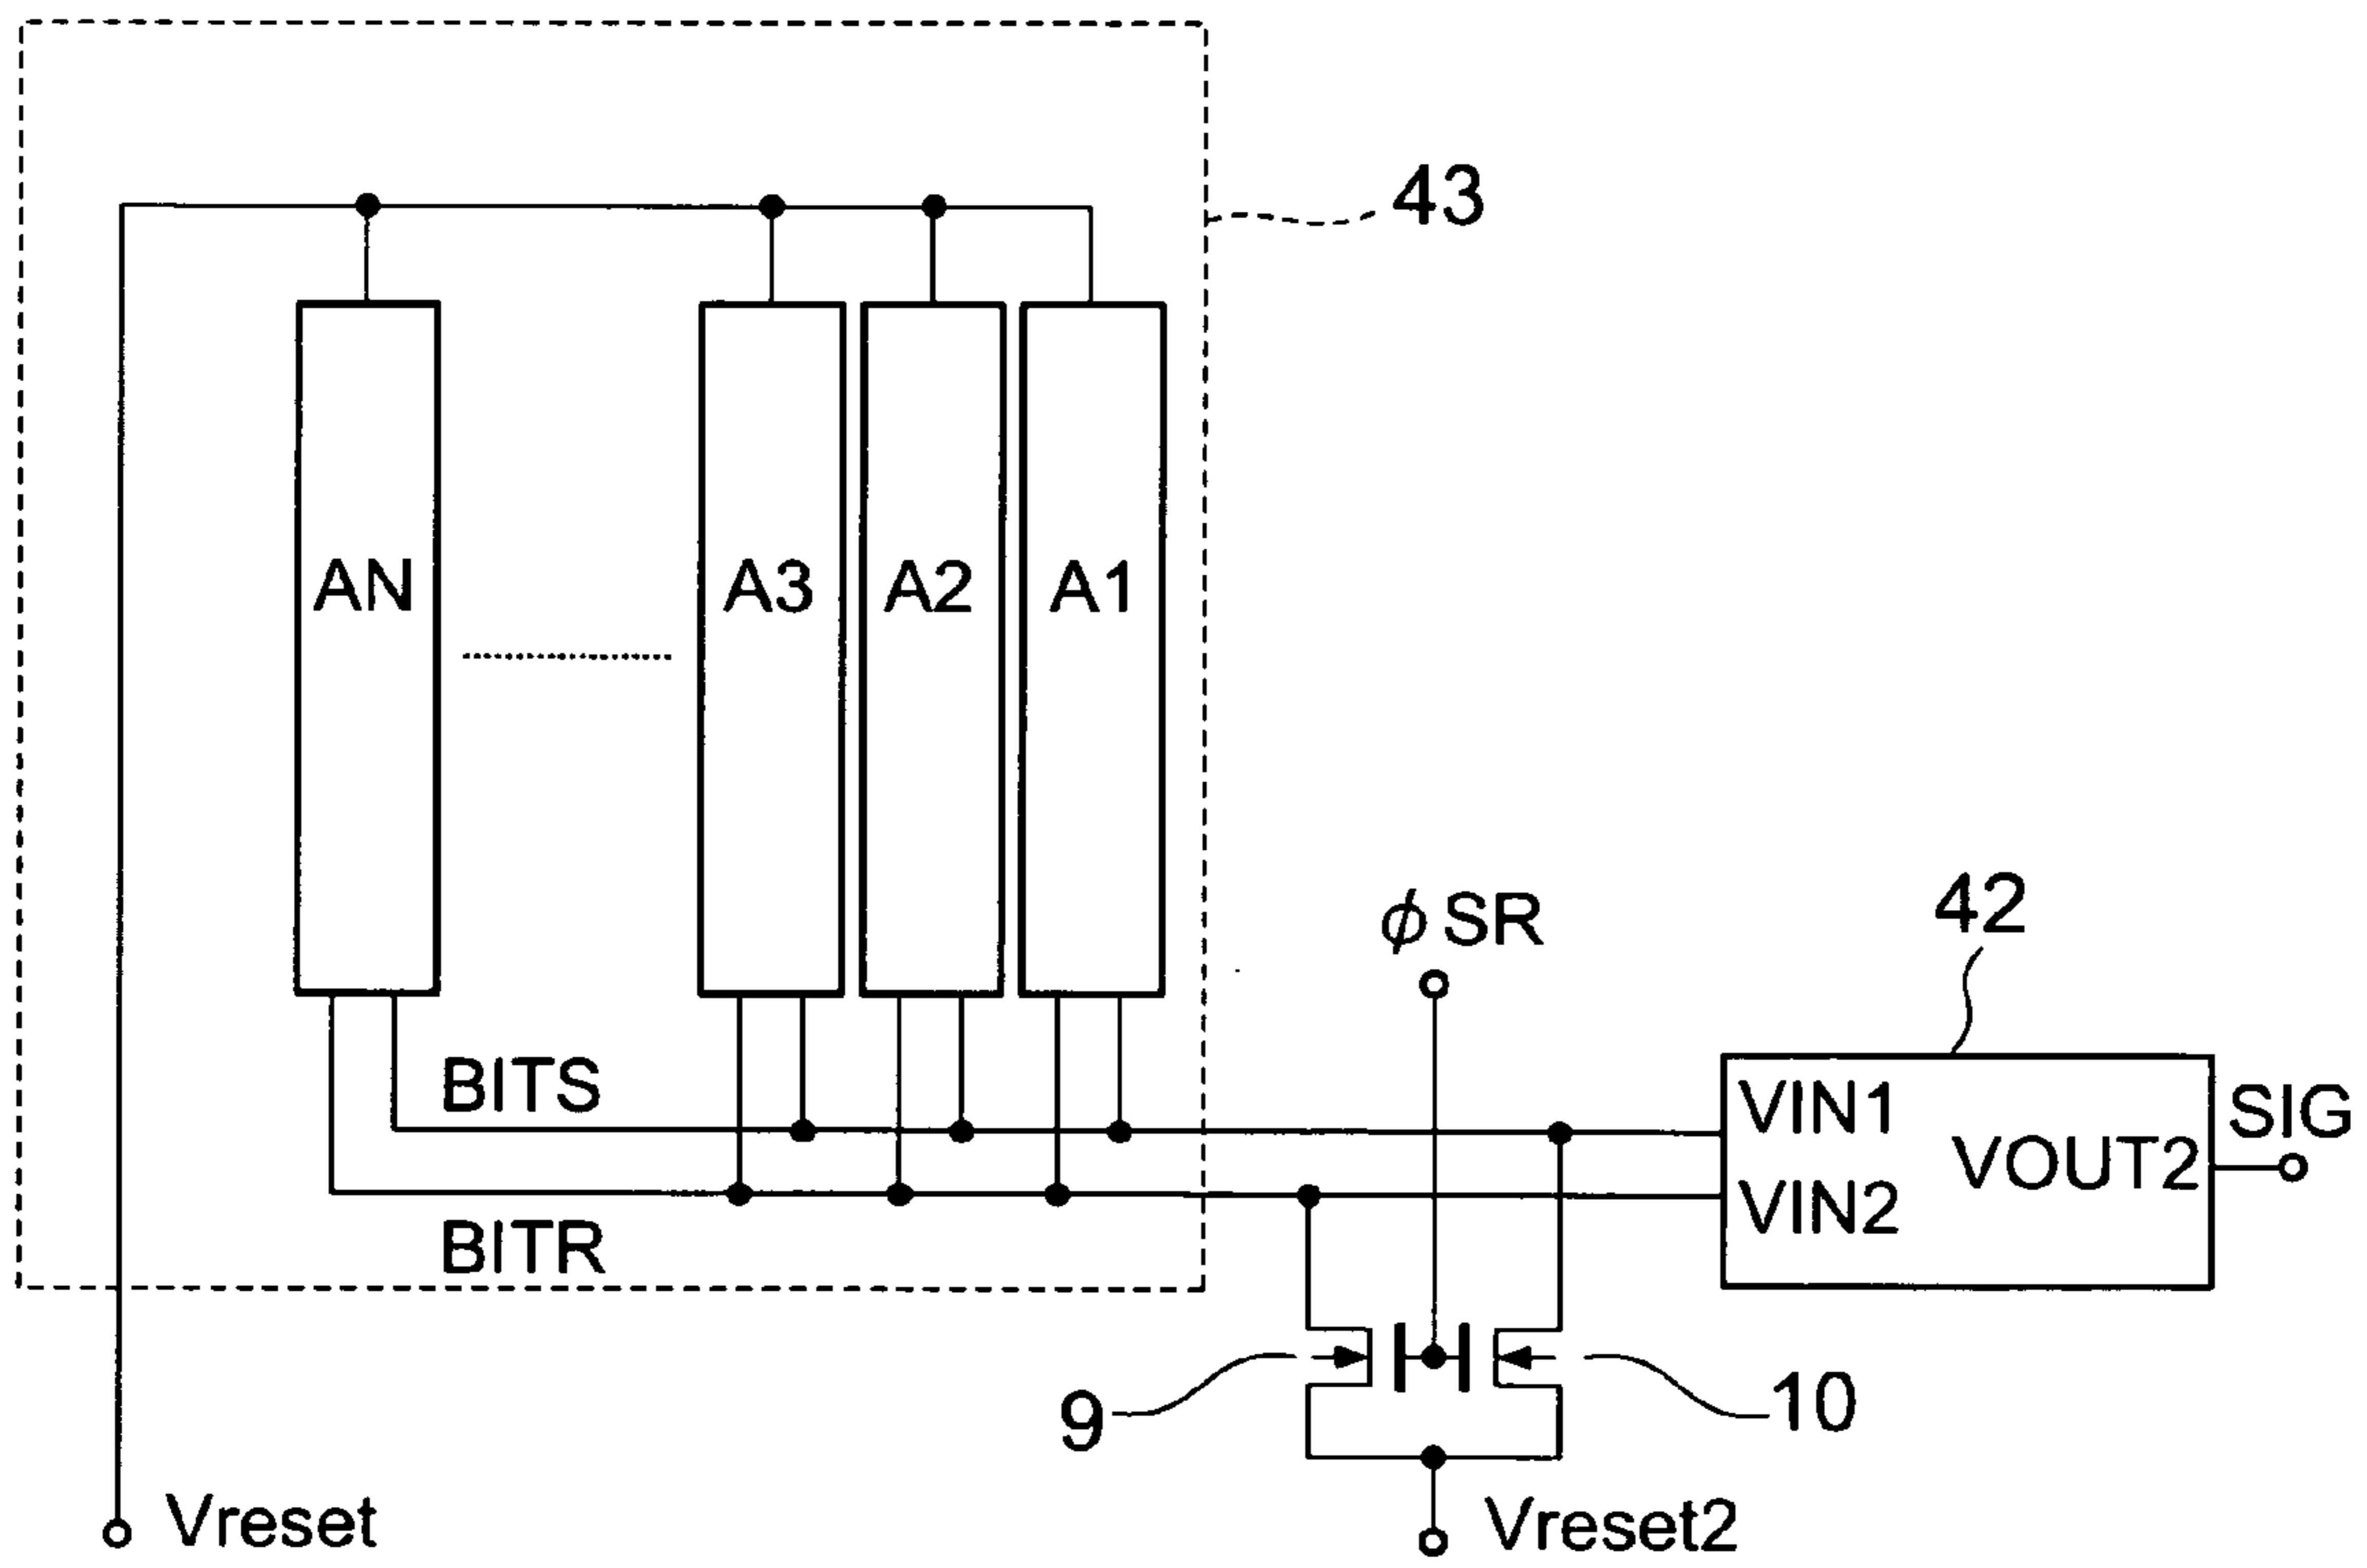 43
AN
A3
A2
A1
φSR
42
BITS
VIN1
SIG
VOUT2
VIN2
BITR
9
10
Vreset
Vreset2